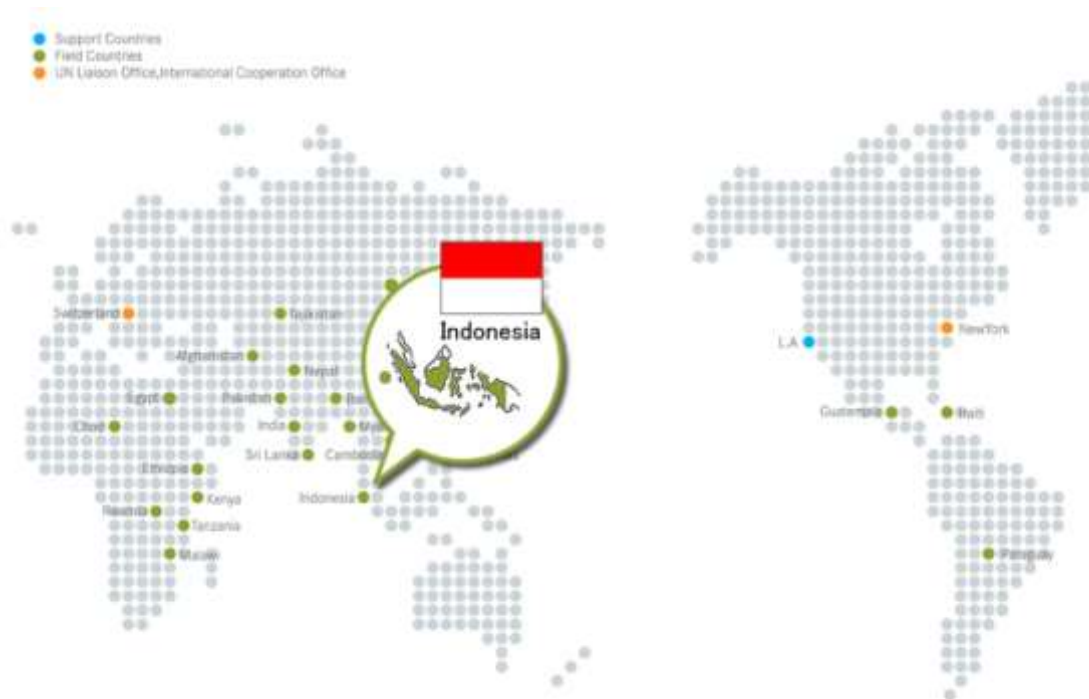 Support Countries
Field Countries
UN Liaison Office,International Cooperation Office
Indonesia
Switzerland
Tajikistan
NewYork
L.A
Afghanistan
Nepal
Egypt
Pakistan
Guatemala
Haiti
Chad
India
Sri Lanka
Cambodia
Ethiopia
Kenya
Indonesia
Rwanda
Tanzania
Malawi
Paraguay